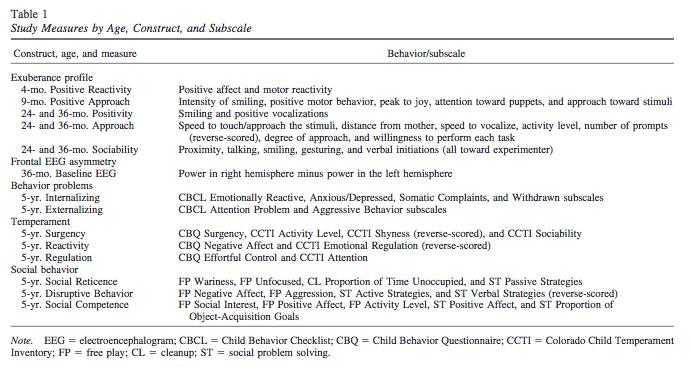 Table 1
Study Measures by Age, Construct, and Subscale
Construct, age, and measure Behavior/subscale
Exuberance profile
4-mo. Positive Reactivity Positive affect and motor reactivity
9-mo. Positive Approach Intensity of smiling, positive motor behavior, peak to joy, attention toward puppets, and approach toward stimuli
24- and 36-mo. Positivity Smiling and positive vocalizations
24- and 36-mo. Approach Speed to touch/approach the stimuli, distance from mother, speed to vocalize, activity level, number of prompts
(reverse-scored), degree of approach, and willingness to perform each task
24- and 36-mo. Sociability Proximity, talking, smiling, gesturing, and verbal initiations (all toward experimenter)
Frontal EEG asymmetry
36-mo. Baseline EEG Power in right hemisphere minus power in the left hemisphere
Behavior problems
5-yr. Internalizing CBCL Emotionally Reactive, Anxious/Depressed, Somatic Complaints, and Withdrawn subscales
5-yr. Externalizing CBCL Attention Problem and Aggressive Behavior subscales
Temperament
5-yr. Surgency CBQ Surgency, CCTI Activity Level, CCTI Shyness (reverse-scored), and CCTI Sociability
5-yr. Reactivity CBQ Negative Affect and CCTI Emotional Regulation (reverse-scored)
5-yr. Regulation CBQ Effortful Control and CCTI Attention
Social behavior
5-yr. Social Reticence FP Wariness, FP Unfocused, CL Proportion of Time Unoccupied, and ST Passive Strategies
5-yr. Disruptive Behavior FP Negative Affect, FP Aggression, ST Active Strategies, and ST Verbal Strategies (reverse-scored)
5-yr. Social Competence FP Social Interest, FP Positive Affect, FP Activity Level, ST Positive Affect, and ST Proportion of
Object-Acquisition Goals
Note. EEG = electroencephalogram; CBCL = Child Behavior Checklist; CBQ = Child Behavior Questionnaire; CCTI = Colorado Child Temperament
Inventory; FP = free play; CL = cleanup; ST = social problem solving.